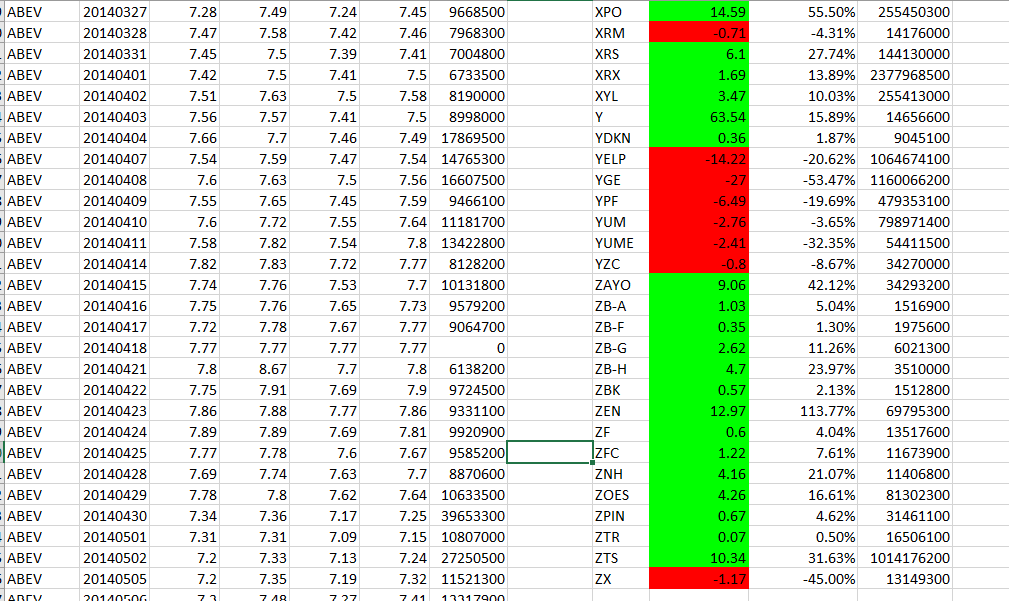 ABEV 20140327 7.28 7.49 7.24 7.45 9668500 XPO 14.59 55.50% 255450300
ABEV 20140328 7.47 7.58 7.42 7.46 7968300 XRM -0.71 -4.31% 14176000
ABEV 20140331 7.45 7.5 7.39 7.41 7004800 XRS 6.1 27.74% 144130000
ABEV 20140401 7.42 7.5 7.41 7.5 6733500 XRX 1.69 13.89% 2377968500
ABEV 20140402 7.51 7.63 7.5 7.58 8190000 XYL 3.47 10.03% 255413000
ABEV 20140403 7.56 7.57 7.41 7.5 8998000 Y 63.54 15.89% 14656600
ABEV 20140404 7.66 7.7 7.46 7.49 17869500 YDKN 0.36 1.87% 9045100
ABEV 20140407 7.54 7.59 7.47 7.54 14765300 YELP -14.22 -20.62% 1064674100
ABEV 20140408 7.6 7.63 7.5 7.56 16607500 YGE -27 -53.47% 1160066200
ABEV 20140409 7.55 7.65 7.45 7.59 9466100 YPF -6.49 -19.69% 479353100
ABEV 20140410 7.6 7.72 7.55 7.64 11181700 YUM -2.76 -3.65% 798971400
ABEV 20140411 7.58 7.82 7.54 7.8 13422800 YUME -2.41 -32.35% 54411500
ABEV 20140414 7.82 7.83 7.72 7.77 8128200 YZC -0.8 -8.67% 34270000
ABEV 20140415 7.74 7.76 7.53 7.7 10131800 ZAYO 9.06 42.12% 34293200
ABEV 20140416 7.75 7.76 7.65 7.73 9579200 ZB-A 1.03 5.04% 1516900
ABEV 20140417 7.72 7.78 7.67 7.77 9064700 ZB-F 0.35 1.30% 1975600
ABEV 20140418 7.77 7.77 7.77 7.77 0 ZB-G 2.62 11.26% 6021300
ABEV 20140421 7.8 8.67 7.7 7.8 6138200 ZB-H 4.7 23.97% 3510000
ABEV 20140422 7.75 7.91 7.69 7.9 9724500 ZBK 0.57 2.13% 1512800
ABEV 20140423 7.86 7.88 7.77 7.86 9331100 ZEN 12.97 113.77% 69795300
ABEV 20140424 7.89 7.89 7.69 7.81 9920900 ZF 0.6 4.04% 13517600
ABEV 20140425 7.77 7.78 7.6 7.67 9585200 ZFC 1.22 7.61% 11673900
ABEV 20140428 7.69 7.74 7.63 7.7 8870600 ZNH 4.16 21.07% 11406800
ABEV 20140429 7.78 7.8 7.62 7.64 10633500 ZOES 4.26 16.61% 81302300
ABEV 20140430 7.34 7.36 7.17 7.25 39653300 ZPIN 0.67 4.62% 31461100
ABEV 20140501 7.31 7.31 7.09 7.15 10807000 ZTR 0.07 0.50% 16506100
ABEV 20140502 7.2 7.33 7.13 7.24 27250500 ZTS 10.34 31.63% 1014176200
ABEV 20140505 7.2 7.35 7.19 7.32 11521300 ZX -1.17 -45.00% 13149300
ABEV 20140506 7.3 7.48 7.27 7.41